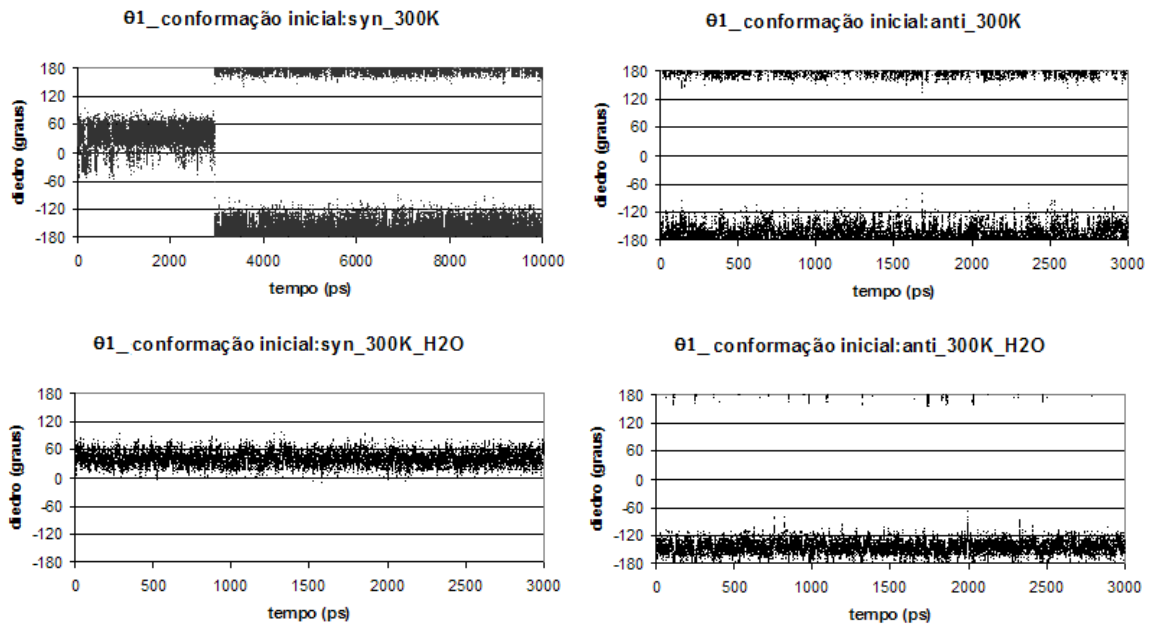 θ1_conformação inicial:syn_300K
180
120
60
0
-60
-120
-180
diedro (graus)
0 2000 4000 6000 8000 10000
tempo (ps)
θ1_conformação inicial:anti_300K
180
120
60
0
-60
-120
-180
diedro (graus)
0 500 1000 1500 2000 2500 3000
tempo (ps)
θ1_ conformação inicial:syn_300K_H2O
180
120
60
0
-60
-120
-180
diedro (graus)
0 500 1000 1500 2000 2500 3000
tempo (ps)
θ1_ conformação inicial:anti_300K_H2O
180
120
60
0
-60
-120
-180
diedro (graus)
0 500 1000 1500 2000 2500 3000
tempo (ps)